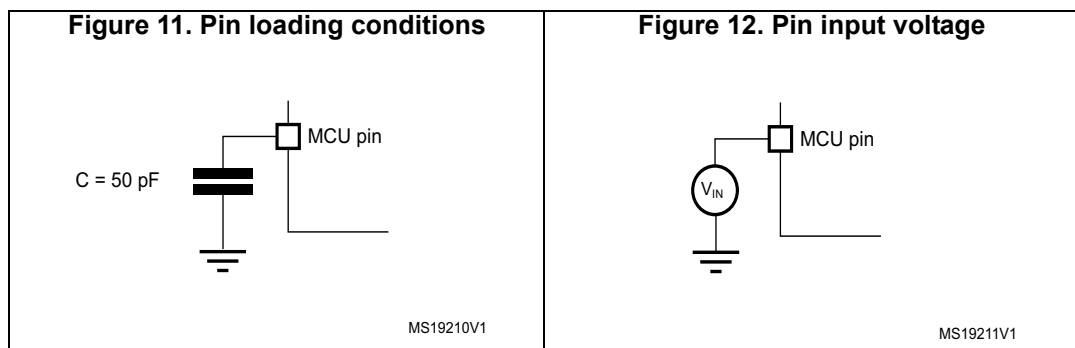 Figure 11. Pin loading conditions
MCU pin
C = 50 pF
MS19210V1
Figure 12. Pin input voltage
MCU pin
VIN
MS19211V1